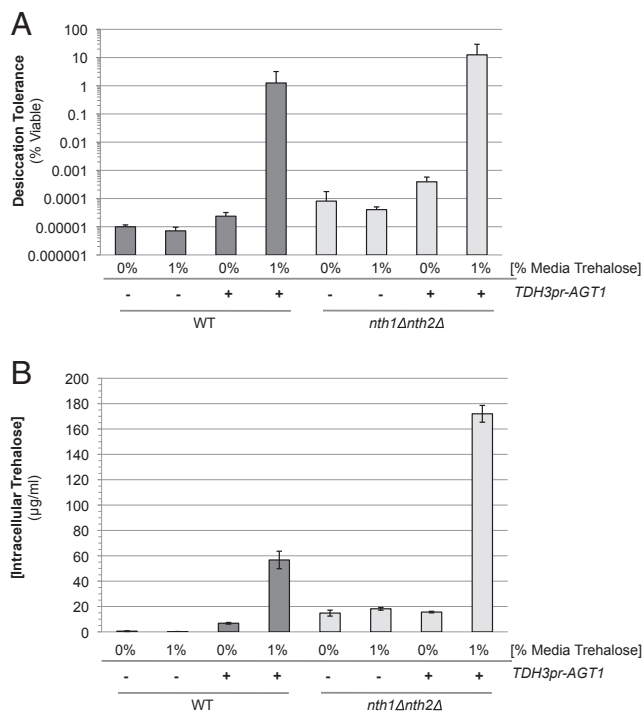 A
Desiccation Tolerance
(% Viable)
100
10
1
0.1
0.01
0.001
0.0001
0.00001
0.000001
0% 1% 0% 1% 0% 1% 0% 1% [% Media Trehalose]
- - + + - - + + TDH3pr-AGT1
WT nth1Δnth2Δ
B
[Intracellular Trehalose]
(µg/ml)
200
180
160
140
120
100
80
60
40
20
0
0% 1% 0% 1% 0% 1% 0% 1% [% Media Trehalose]
- - + + - - + + TDH3pr-AGT1
WT nth1Δnth2Δ